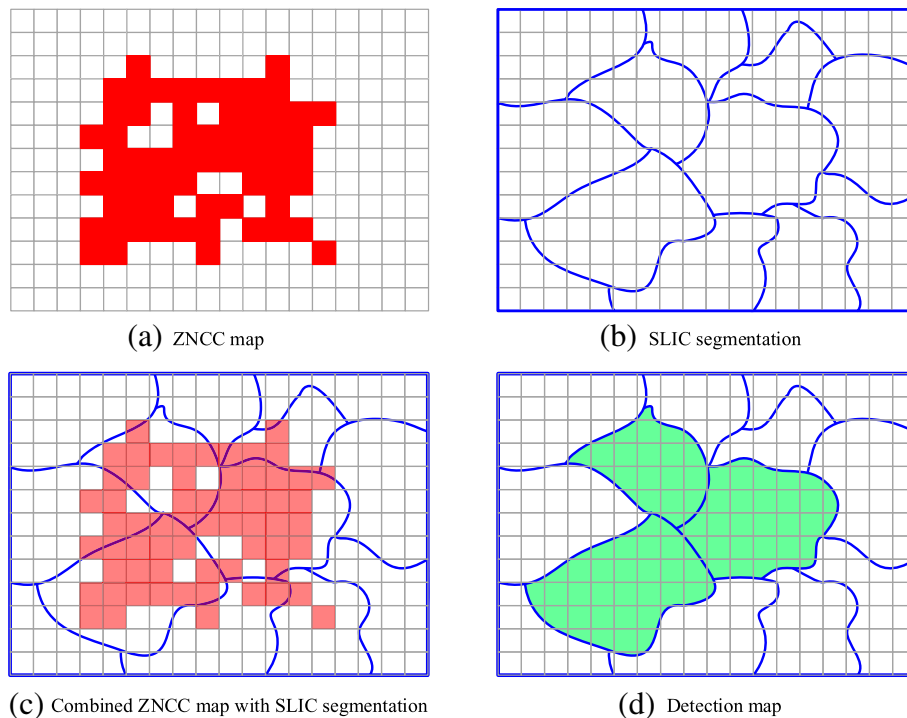 (a) ZNCC map
(b) SLIC segmentation
(c) Combined ZNCC map with SLIC segmentation
(d) Detection map